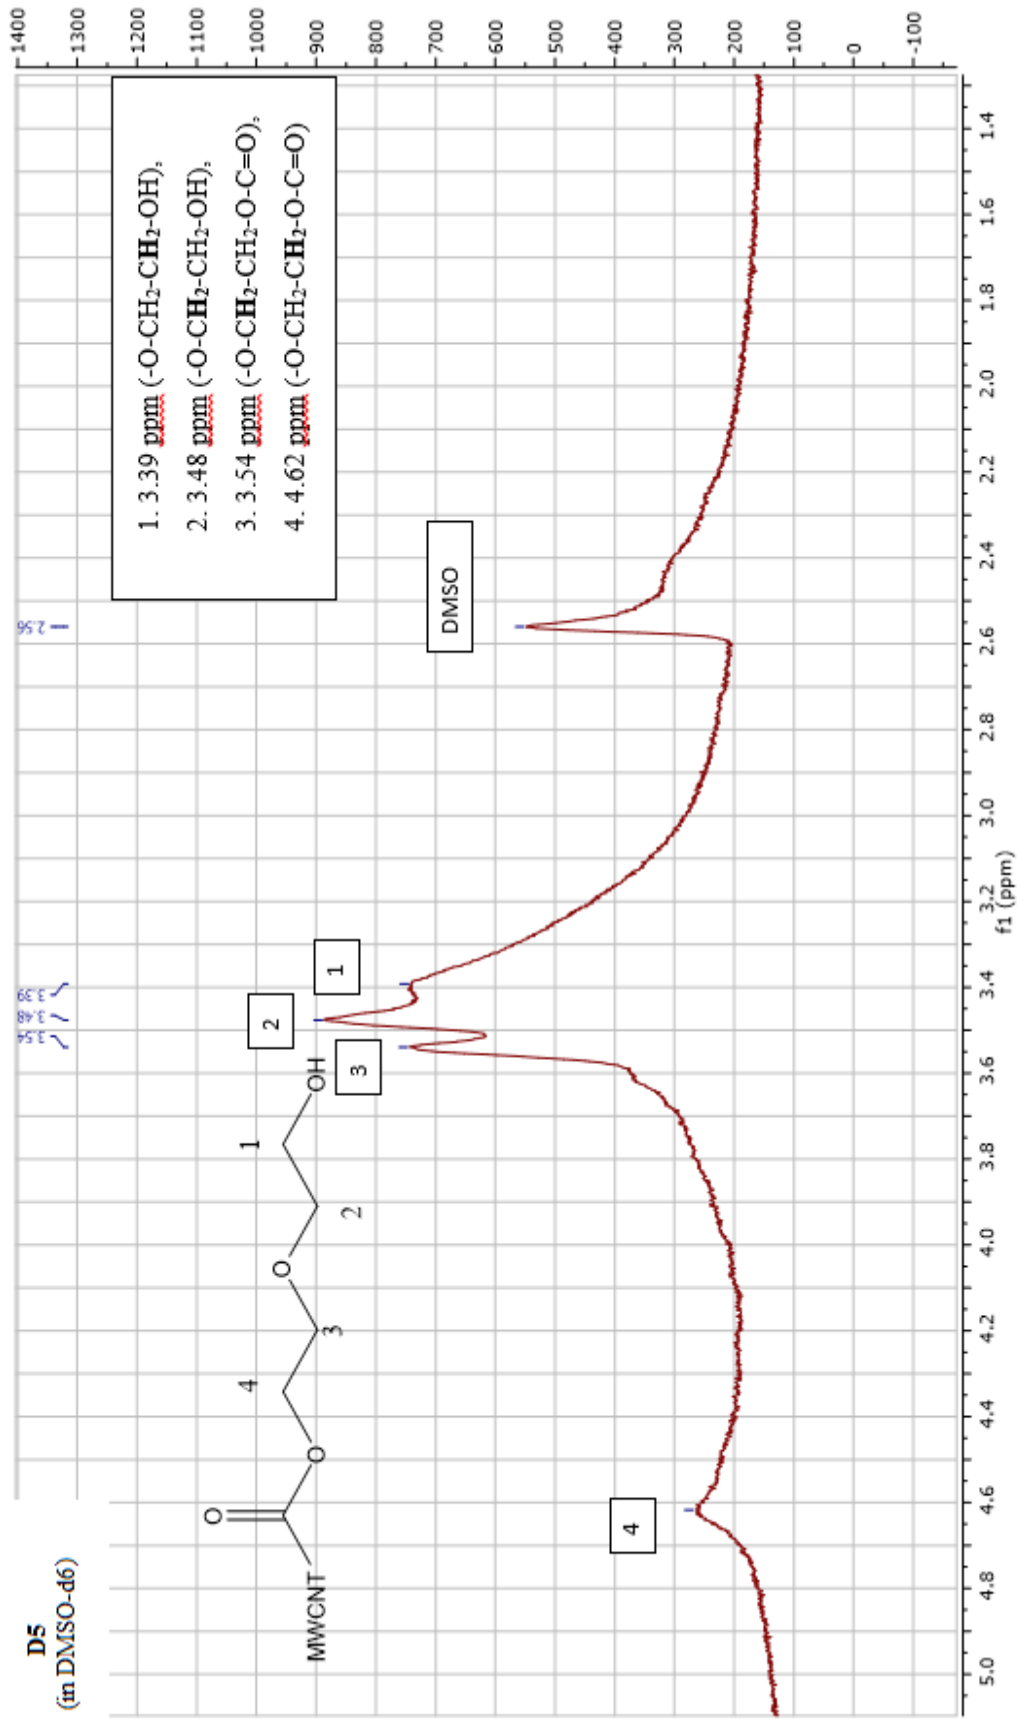 D5
(in DMSO-d6)
3.54
3.48
3.39
2.56
1. 3.39 ppm (-O-CH₂-CH₂-OH),
2. 3.48 ppm (-O-CH₂-CH₂-OH),
3. 3.54 ppm (-O-CH₂-CH₂-O-C=O),
4. 4.62 ppm (-O-CH₂-CH₂-O-C=O)
MWCNT
O
O
4
3
O
2
1
OH
4
3
2
1
DMSO
1400
1300
1200
1100
1000
900
800
700
600
500
400
300
200
100
0
-100
5.0 4.8 4.6 4.4 4.2 4.0 3.8 3.6 3.4 3.2 3.0 2.8 2.6 2.4 2.2 2.0 1.8 1.6 1.4
f1 (ppm)